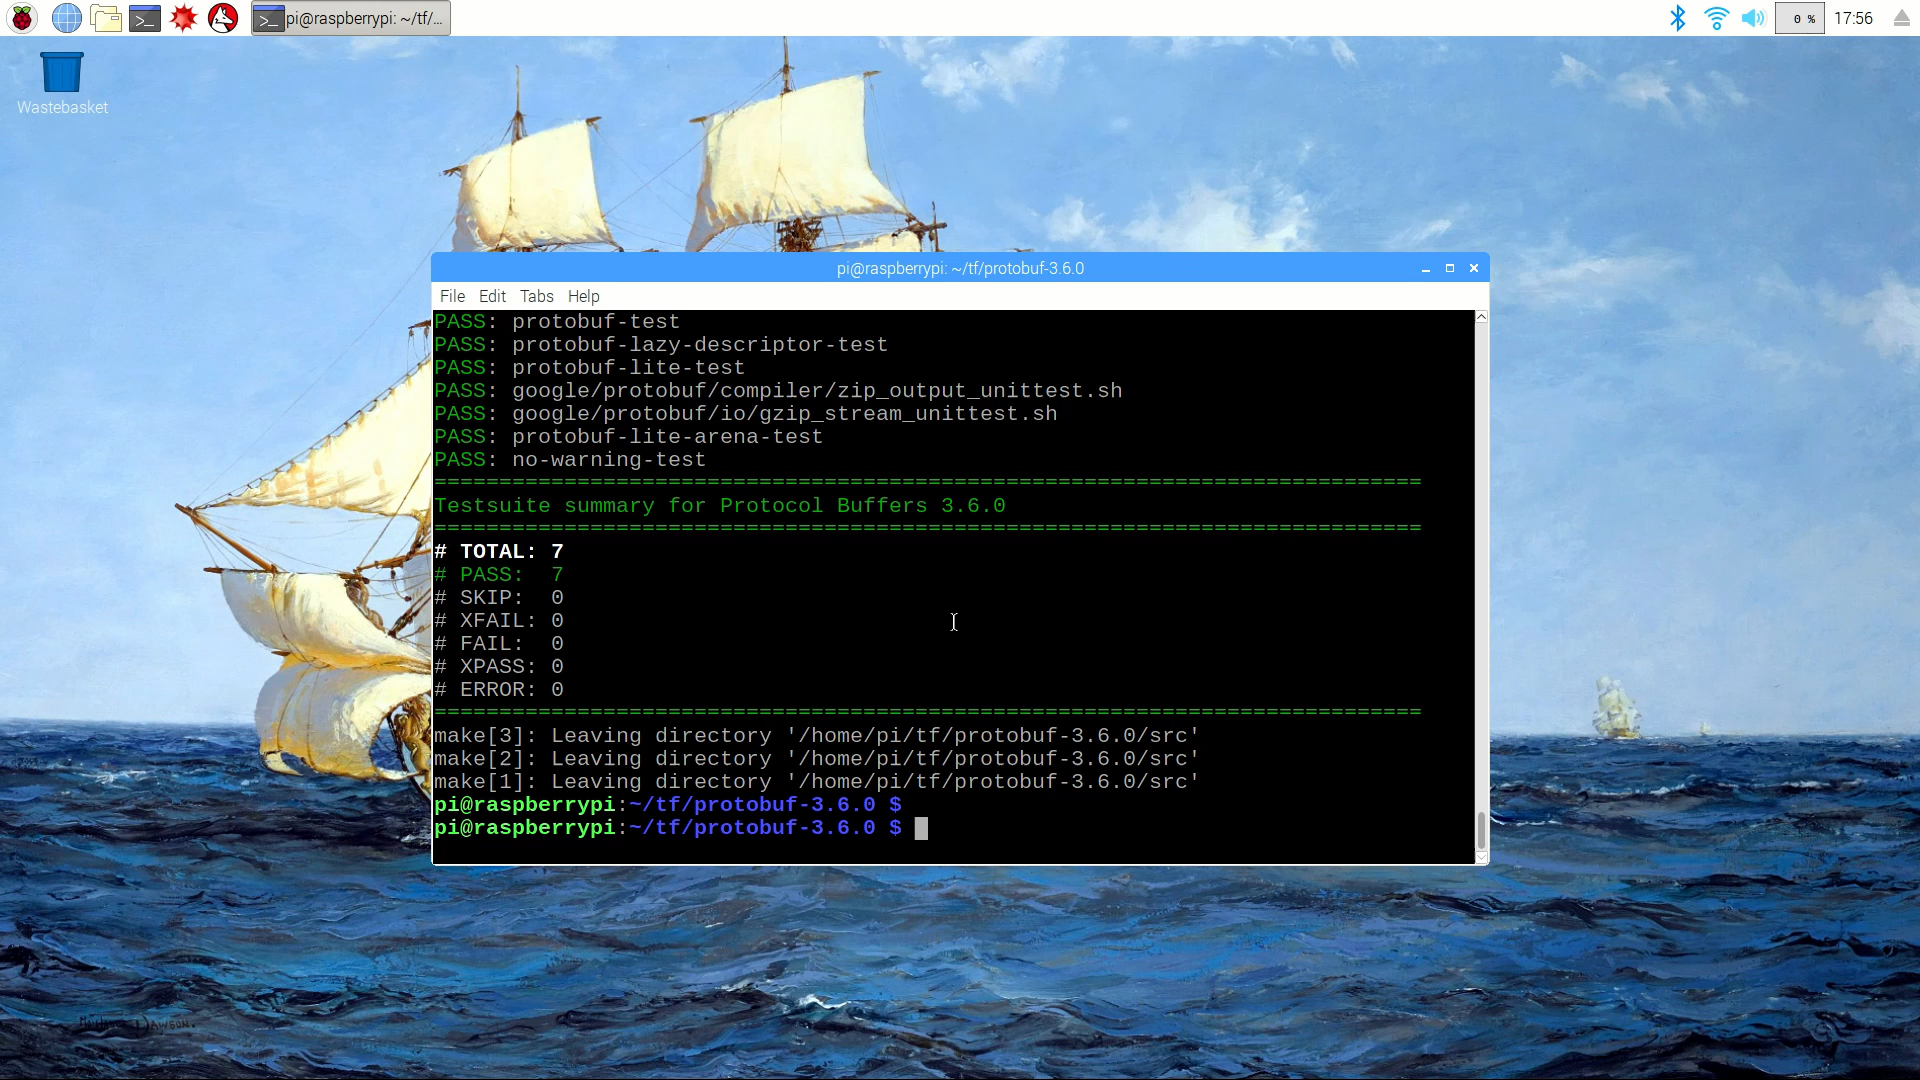 pi@raspberrypi: ~/tf/...
0 %
17:56
Wastebasket
pi@raspberrypi: ~/tf/protobuf-3.6.0
File Edit Tabs Help
PASS: protobuf-test
PASS: protobuf-lazy-descriptor-test
PASS: protobuf-lite-test
PASS: google/protobuf/compiler/zip_output_unittest.sh
PASS: google/protobuf/io/gzip_stream_unittest.sh
PASS: protobuf-lite-arena-test
PASS: no-warning-test
============================================================================
Testsuite summary for Protocol Buffers 3.6.0
============================================================================
# TOTAL: 7
# PASS:  7
# SKIP:  0
# XFAIL: 0
# FAIL:  0
# XPASS: 0
# ERROR: 0
============================================================================
make[3]: Leaving directory '/home/pi/tf/protobuf-3.6.0/src'
make[2]: Leaving directory '/home/pi/tf/protobuf-3.6.0/src'
make[1]: Leaving directory '/home/pi/tf/protobuf-3.6.0/src'
pi@raspberrypi:~/tf/protobuf-3.6.0 $
pi@raspberrypi:~/tf/protobuf-3.6.0 $